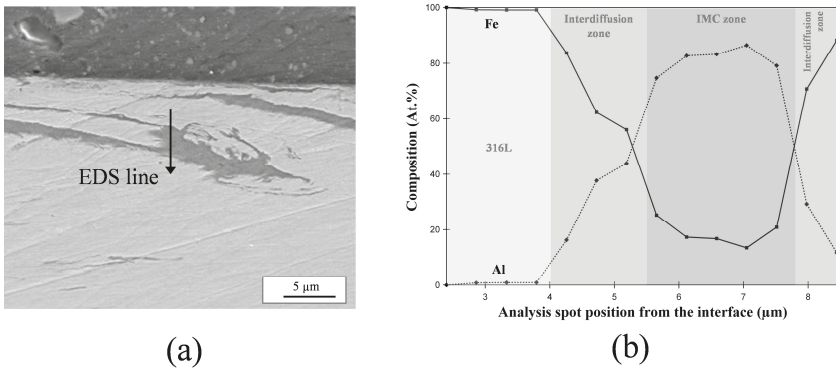 EDS line
5 µm
(a)
Composition (At.%)
100
80
60
40
20
0
Fe
Interdiffusion
zone
IMC zone
Interdiffusion
zone
316L
Al
3
4
5
6
7
8
Analysis spot position from the interface (µm)
(b)